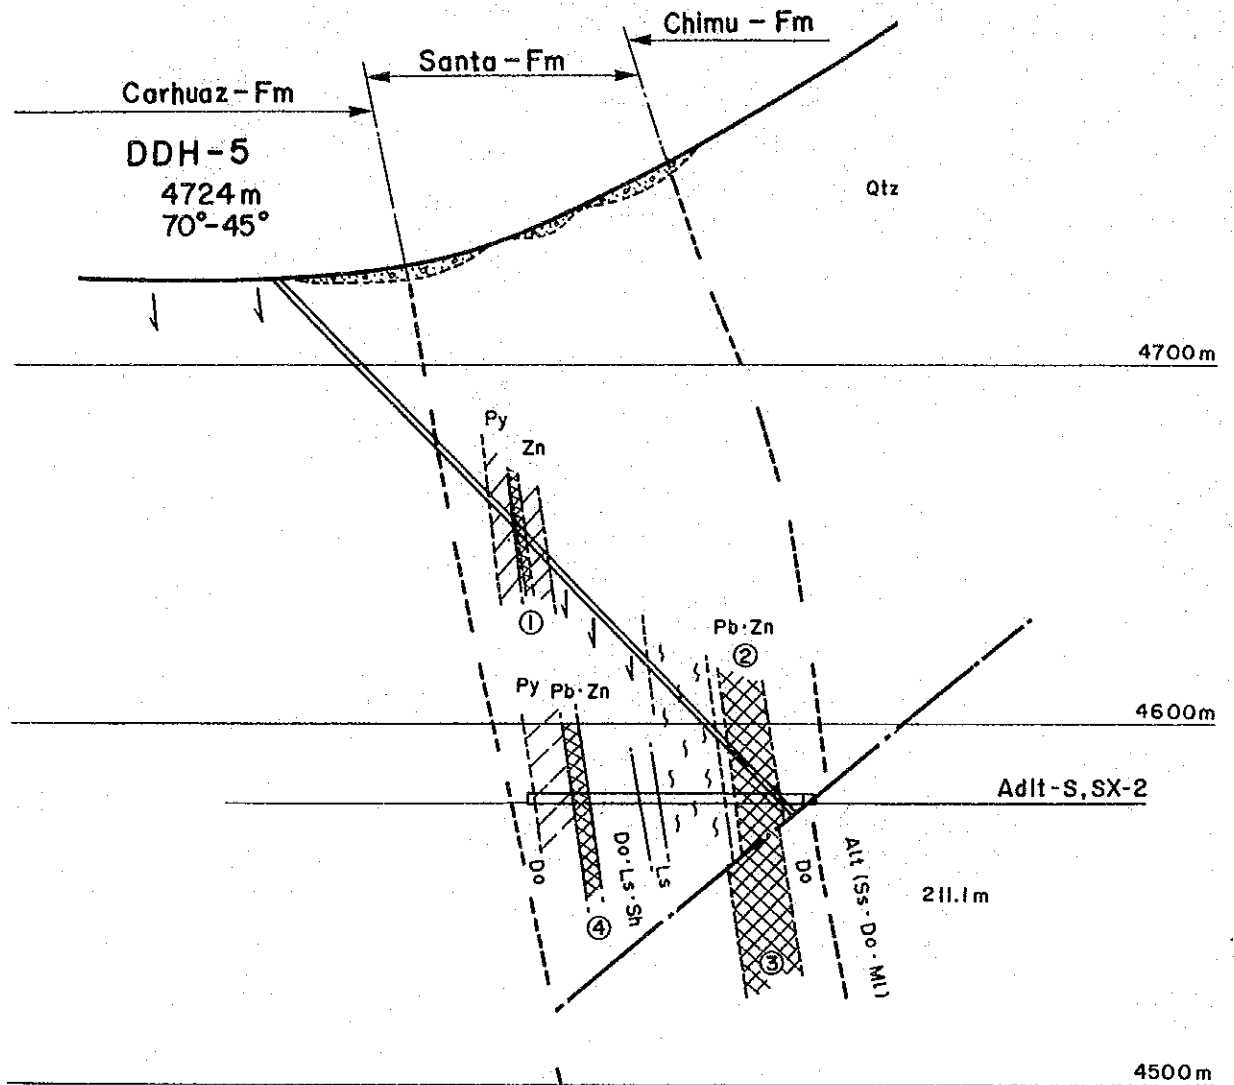 Chimu - Fm
Santa - Fm
Carhuaz - Fm
DDH-5
4724m
70°-45°
Qtz
4700m
Py
Zn
①
Pb·Zn
②
Py Pb·Zn
4600m
Adit-S, SX-2
Do
Do·Ls·Sh
Ls
Do
Alt (Ss·Do·Ml)
211.1m
④
③
4500m